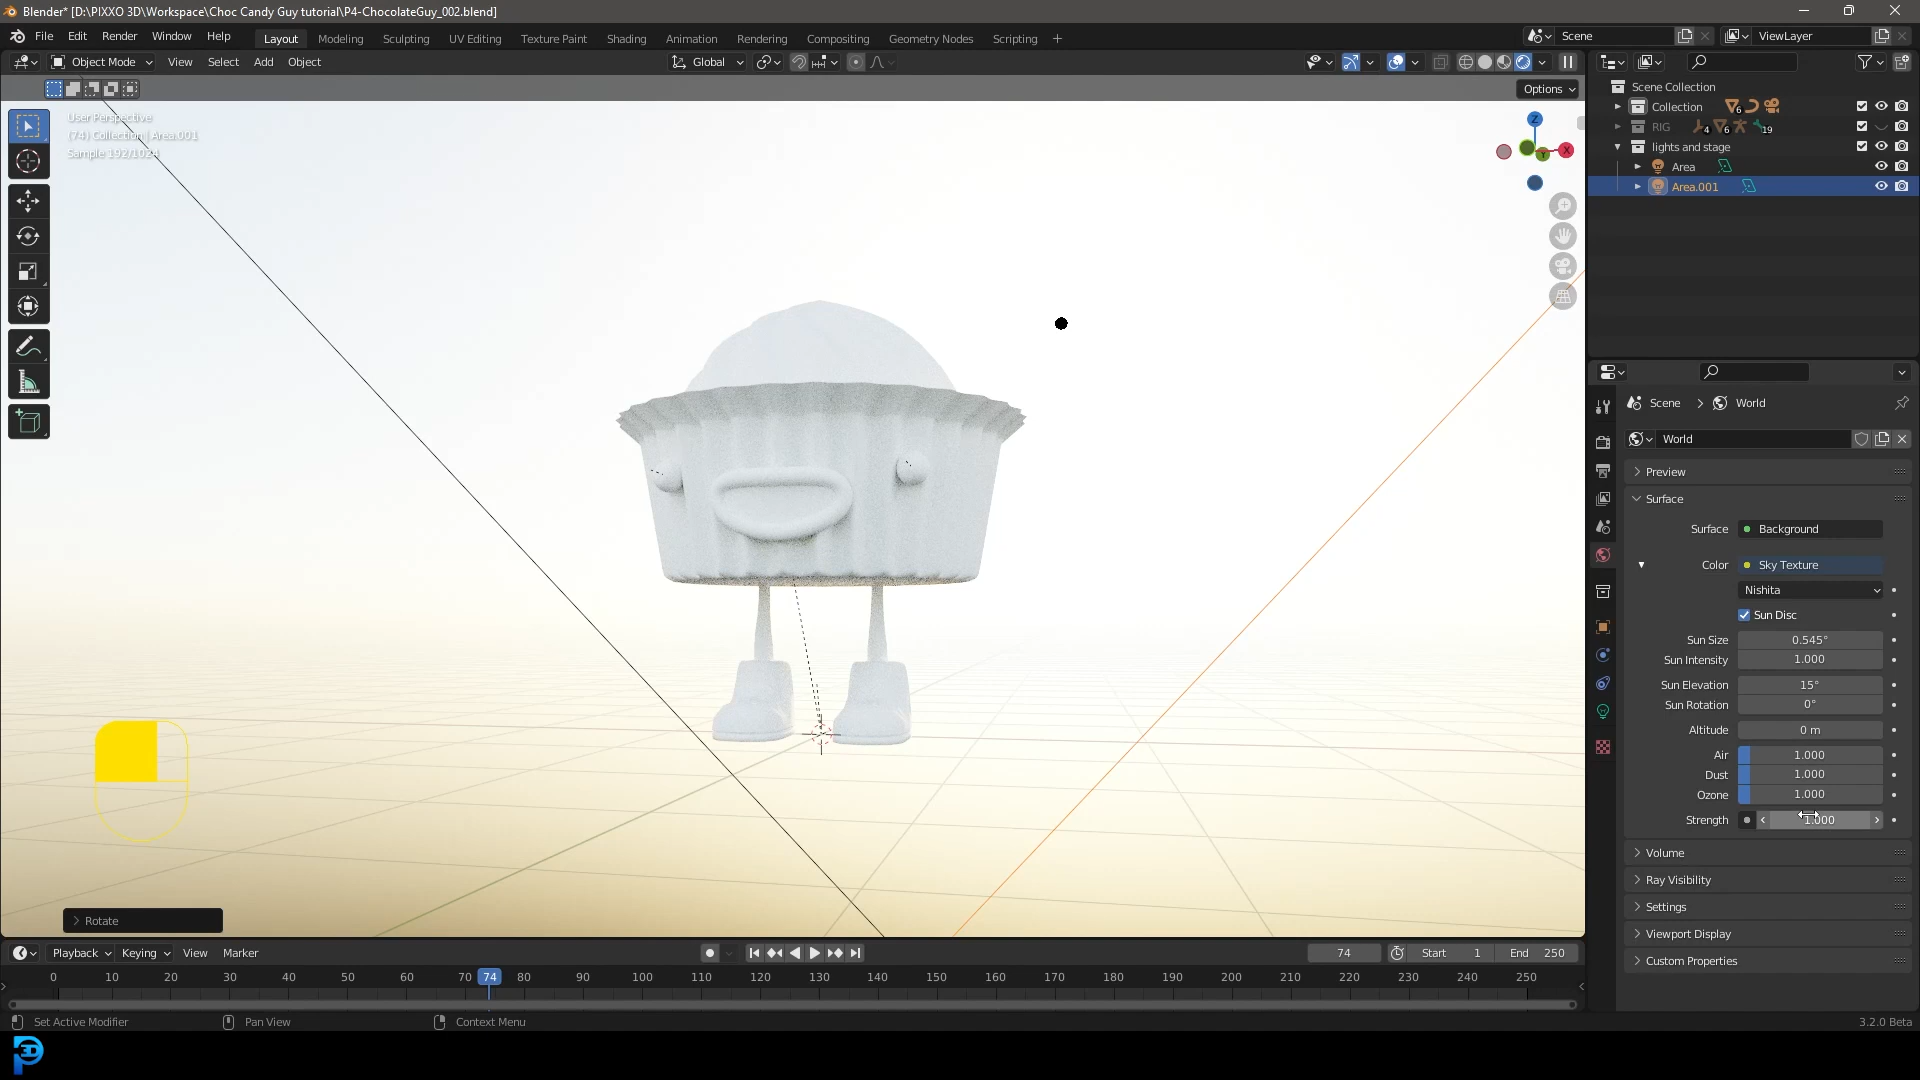 Blender* [D:\PIXXO 3D\Workspace\Choc Candy Guy tutorial\P4-ChocolateGuy_002.blend]
File Edit Render Window Help Layout Modeling Sculpting UV Editing Texture Paint Shading Animation Rendering Compositing Geometry Nodes Scripting + Scene ViewLayer
Object Mode View Select Add Object Global
Options
User Perspective
(74) Collection | Area.001
Sample 192/1024
Z
X
Y
Scene Collection
Collection 6
RIG 4 6 19
lights and stage
Area
Area.001
Scene > World
World
Preview
Surface
Surface Background
Color Sky Texture
Nishita
Sun Disc
Sun Size 0.545°
Sun Intensity 1.000
Sun Elevation 15°
Sun Rotation 0°
Altitude 0 m
Air 1.000
Dust 1.000
Ozone 1.000
Strength 1.000
Volume
Ray Visibility
Settings
Viewport Display
Custom Properties
Rotate
Playback Keying View Marker 74 Start 1 End 250
0 10 20 30 40 50 60 70 74 80 90 100 110 120 130 140 150 160 170 180 190 200 210 220 230 240 250
Set Active Modifier Pan View Context Menu 3.2.0 Beta
3D